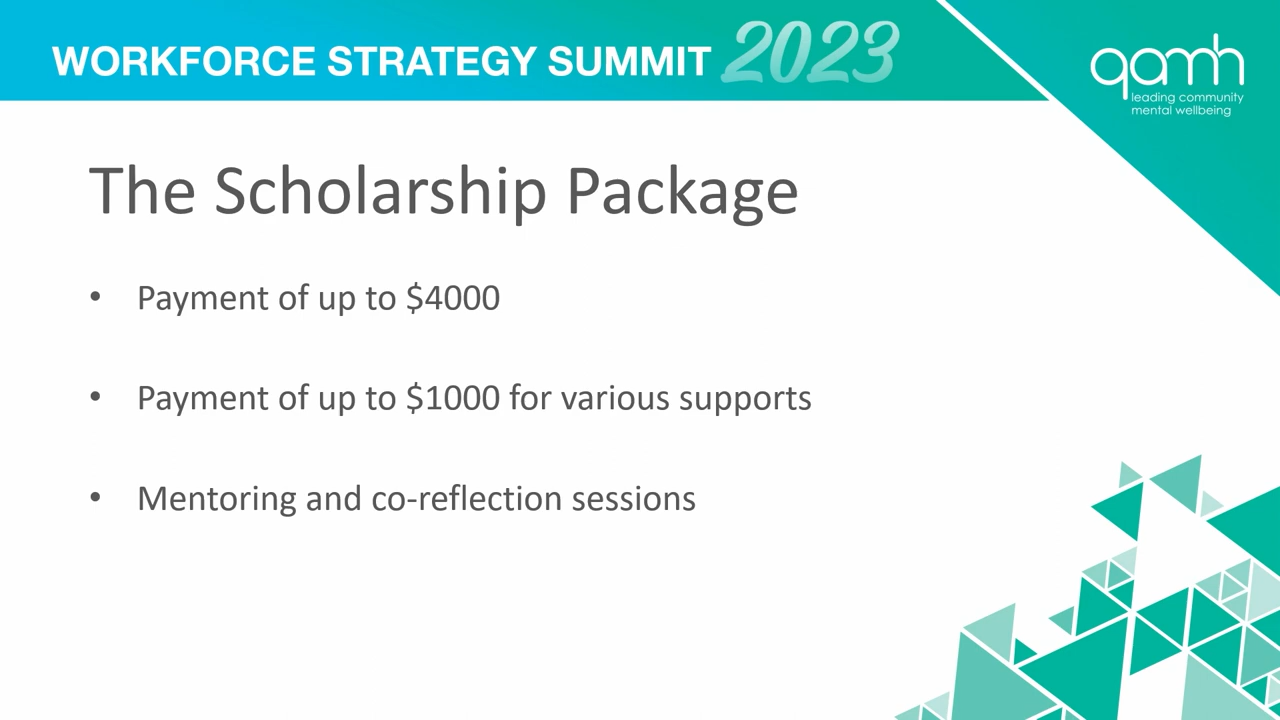 WORKFORCE STRATEGY SUMMIT 2023
qamh
leading community
mental wellbeing
The Scholarship Package
• Payment of up to $4000
• Payment of up to $1000 for various supports
• Mentoring and co-reflection sessions